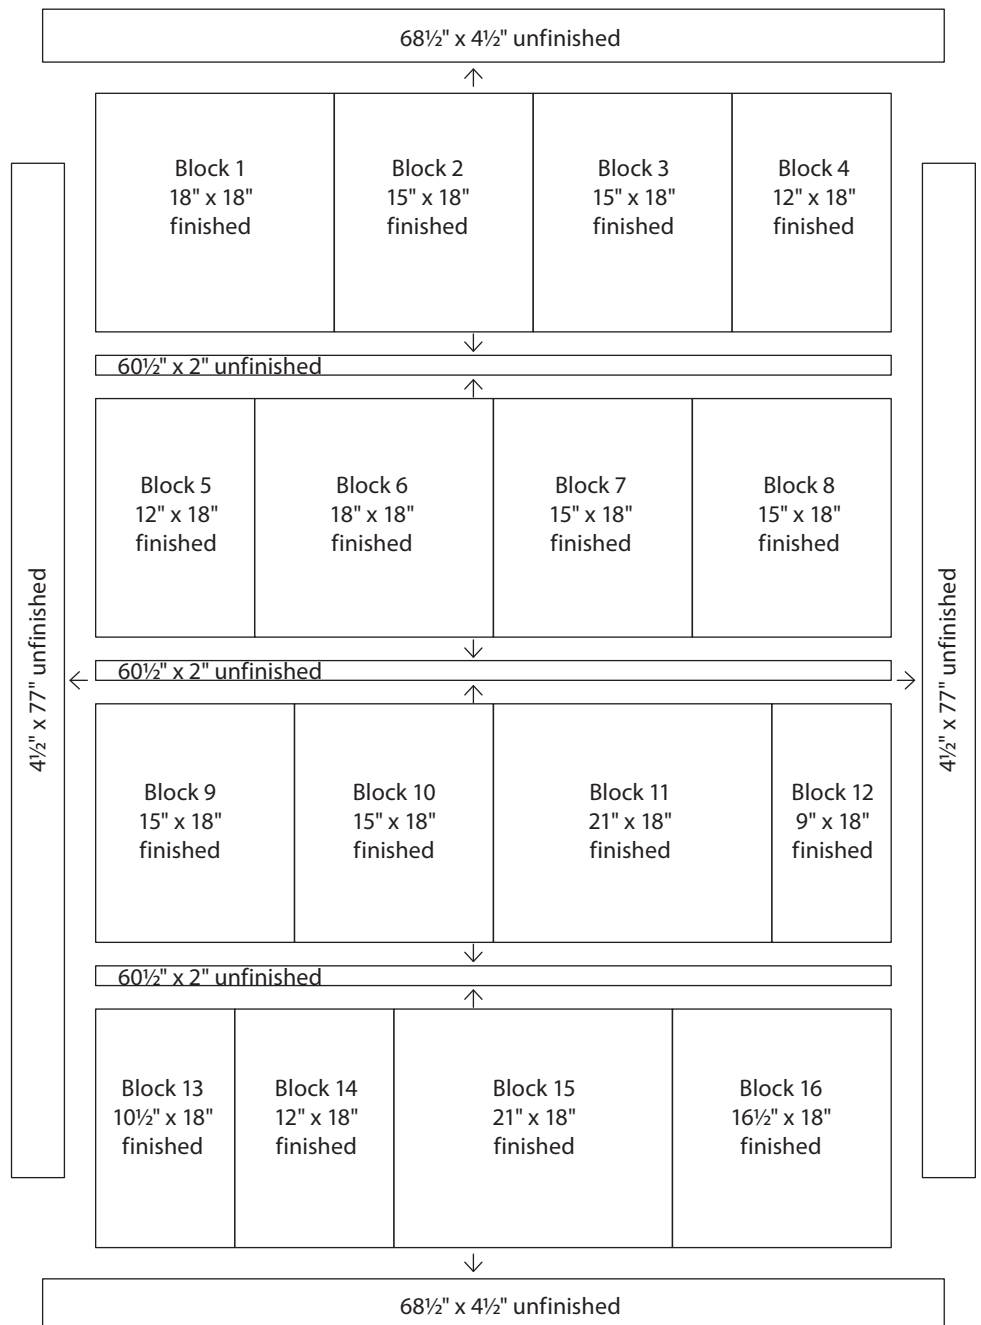 68½" x 4½" unfinished
Block 1
18" x 18"
finished
Block 2
15" x 18"
finished
Block 3
15" x 18"
finished
Block 4
12" x 18"
finished
60½" x 2" unfinished
Block 5
12" x 18"
finished
Block 6
18" x 18"
finished
Block 7
15" x 18"
finished
Block 8
15" x 18"
finished
4½" x 77" unfinished
60½" x 2" unfinished
4½" x 77" unfinished
Block 9
15" x 18"
finished
Block 10
15" x 18"
finished
Block 11
21" x 18"
finished
Block 12
9" x 18"
finished
60½" x 2" unfinished
Block 13
10½" x 18"
finished
Block 14
12" x 18"
finished
Block 15
21" x 18"
finished
Block 16
16½" x 18"
finished
68½" x 4½" unfinished